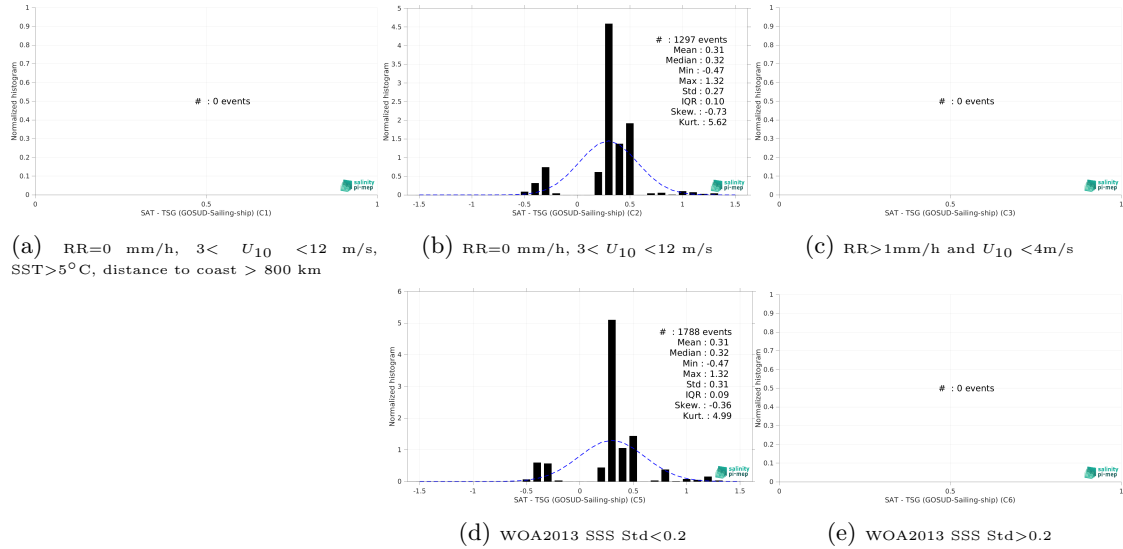 1
0.9
0.8
0.7
0.6
0.5
0.4
0.3
0.2
0.1
0
Normalized histogram
# : 0 events
salinity
pi-mep
0 0.5 1
SAT - TSG (GOSUD-Sailing-ship) (C1)
5
4.5
4
3.5
3
2.5
2
1.5
1
0.5
0
Normalized histogram
# : 1297 events
Mean : 0.31
Median : 0.32
Min : -0.47
Max : 1.32
Std : 0.27
IQR : 0.10
Skew. : -0.73
Kurt. : 5.62
salinity
pi-mep
-1.5 -1 -0.5 0 0.5 1 1.5
SAT - TSG (GOSUD-Sailing-ship) (C2)
1
0.9
0.8
0.7
0.6
0.5
0.4
0.3
0.2
0.1
0
Normalized histogram
# : 0 events
salinity
pi-mep
0 0.5 1
SAT - TSG (GOSUD-Sailing-ship) (C3)
(a) RR=0 mm/h, 3< U10 <12 m/s,
SST>5°C, distance to coast > 800 km
(b) RR=0 mm/h, 3< U10 <12 m/s
(c) RR>1mm/h and U10 <4m/s
6
5
4
3
2
1
0
Normalized histogram
# : 1788 events
Mean : 0.31
Median : 0.32
Min : -0.47
Max : 1.32
Std : 0.31
IQR : 0.09
Skew. : -0.36
Kurt. : 4.99
salinity
pi-mep
-1.5 -1 -0.5 0 0.5 1 1.5
SAT - TSG (GOSUD-Sailing-ship) (C5)
1
0.9
0.8
0.7
0.6
0.5
0.4
0.3
0.2
0.1
0
Normalized histogram
# : 0 events
salinity
pi-mep
0 0.5 1
SAT - TSG (GOSUD-Sailing-ship) (C6)
(d) WOA2013 SSS Std<0.2
(e) WOA2013 SSS Std>0.2